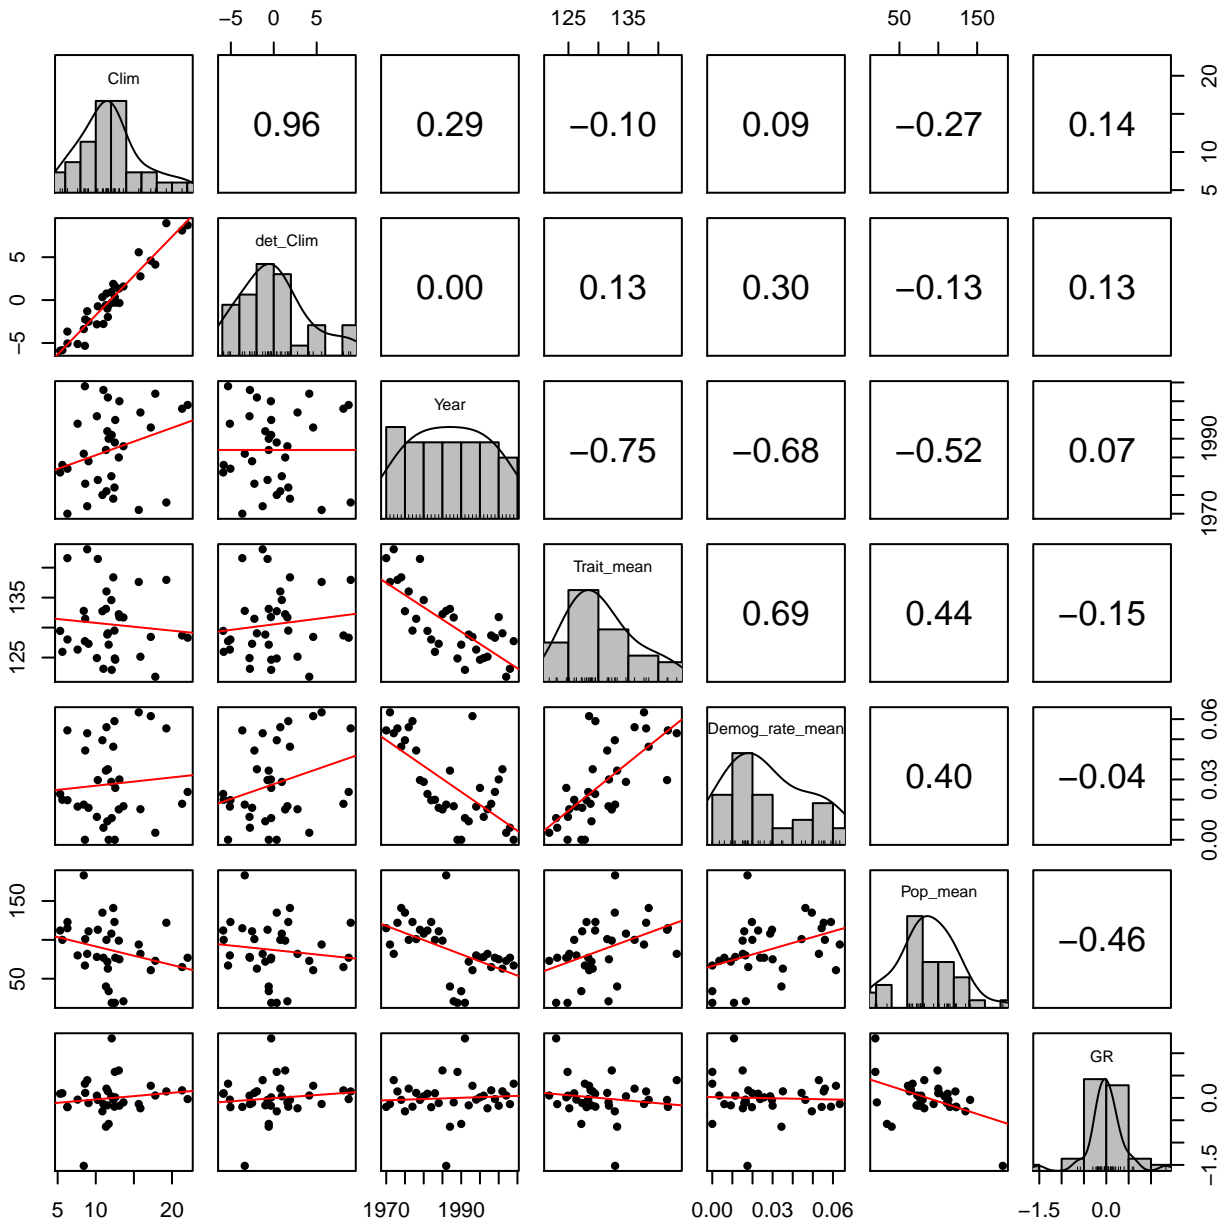 −5 0 5 125 135 50 150
Clim 0.96 0.29 −0.10 0.09 −0.27 0.14 5 10 20
−5 0 5 det_Clim 0.00 0.13 0.30 −0.13 0.13
Year −0.75 −0.68 −0.52 0.07 1970 1990
125 135 Trait_mean 0.69 0.44 −0.15
Demog_rate_mean 0.40 −0.04 0.00 0.03 0.06
50 150 Pop_mean −0.46
GR −1.5 0.0
5 10 20 1970 1990 0.00 0.03 0.06 −1.5 0.0